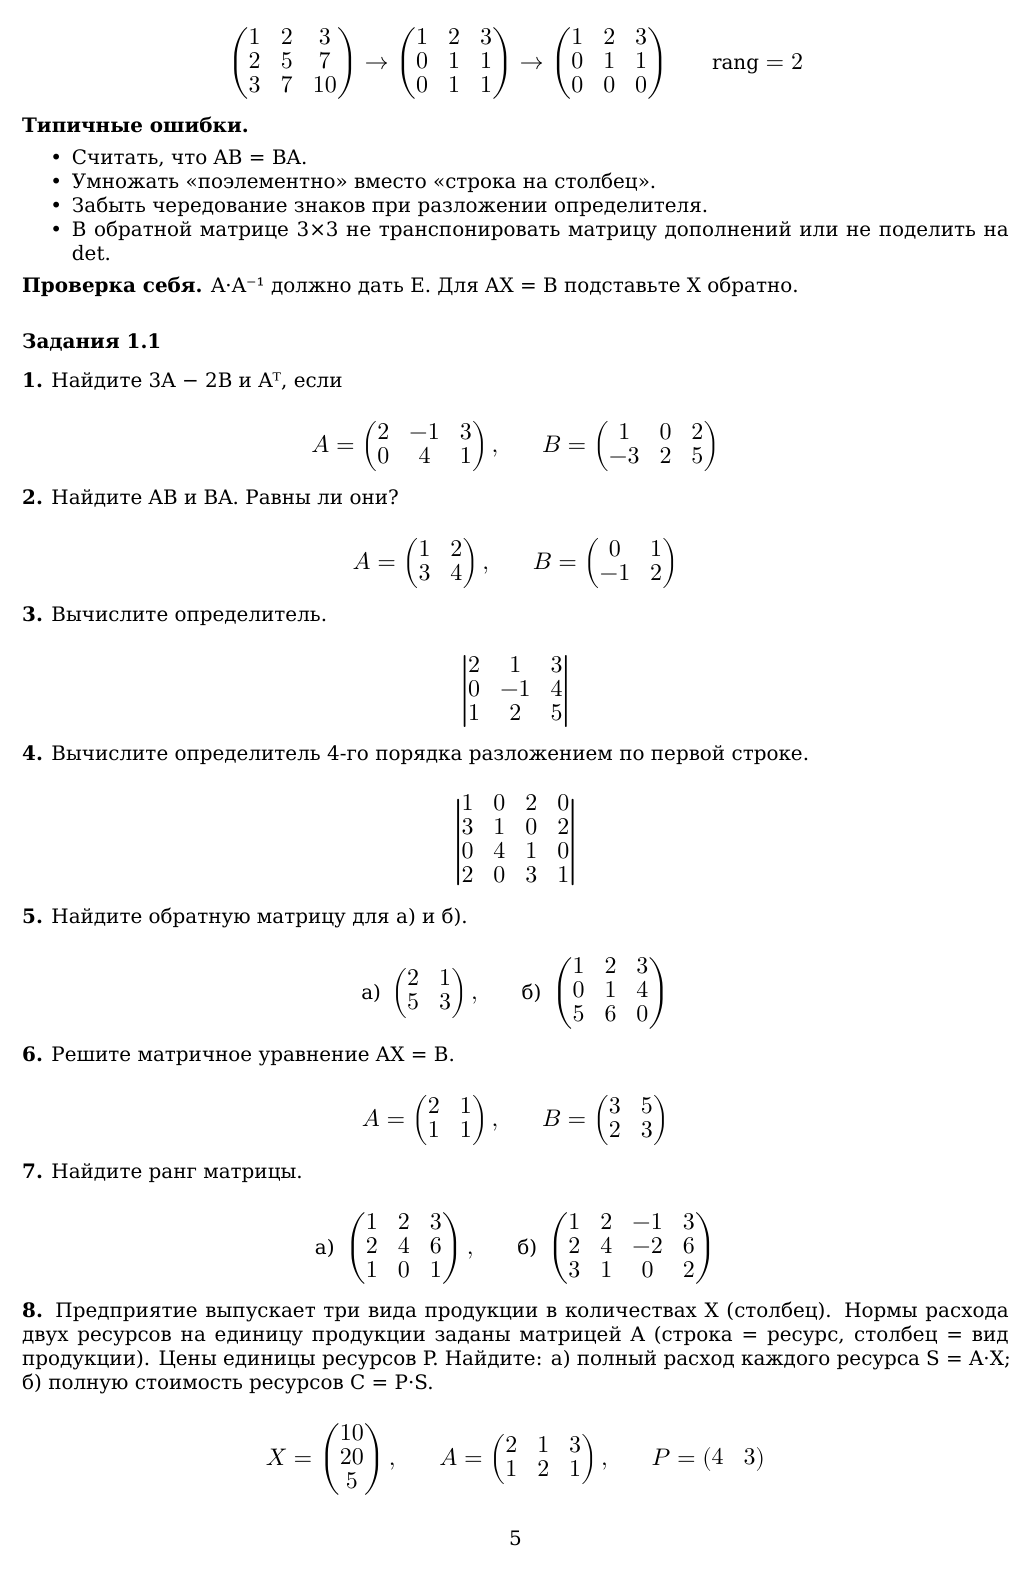 (1 2 3; 2 5 7; 3 7 10) → (1 2 3; 0 1 1; 0 1 1) → (1 2 3; 0 1 1; 0 0 0) rang = 2
Типичные ошибки.
• Считать, что AB = BA.
• Умножать «поэлементно» вместо «строка на столбец».
• Забыть чередование знаков при разложении определителя.
• В обратной матрице 3×3 не транспонировать матрицу дополнений или не поделить на
det.
Проверка себя. A·A⁻¹ должно дать E. Для AX = B подставьте X обратно.
Задания 1.1
1. Найдите 3A − 2B и Aᵀ, если
A = (2 −1 3; 0 4 1), B = (1 0 2; −3 2 5)
2. Найдите AB и BA. Равны ли они?
A = (1 2; 3 4), B = (0 1; −1 2)
3. Вычислите определитель.
|2 1 3; 0 −1 4; 1 2 5|
4. Вычислите определитель 4-го порядка разложением по первой строке.
|1 0 2 0; 3 1 0 2; 0 4 1 0; 2 0 3 1|
5. Найдите обратную матрицу для а) и б).
а) (2 1; 5 3), б) (1 2 3; 0 1 4; 5 6 0)
6. Решите матричное уравнение AX = B.
A = (2 1; 1 1), B = (3 5; 2 3)
7. Найдите ранг матрицы.
а) (1 2 3; 2 4 6; 1 0 1), б) (1 2 −1 3; 2 4 −2 6; 3 1 0 2)
8. Предприятие выпускает три вида продукции в количествах X (столбец). Нормы расхода
двух ресурсов на единицу продукции заданы матрицей A (строка = ресурс, столбец = вид
продукции). Цены единицы ресурсов P. Найдите: а) полный расход каждого ресурса S = A·X;
б) полную стоимость ресурсов C = P·S.
X = (10; 20; 5), A = (2 1 3; 1 2 1), P = (4 3)
5